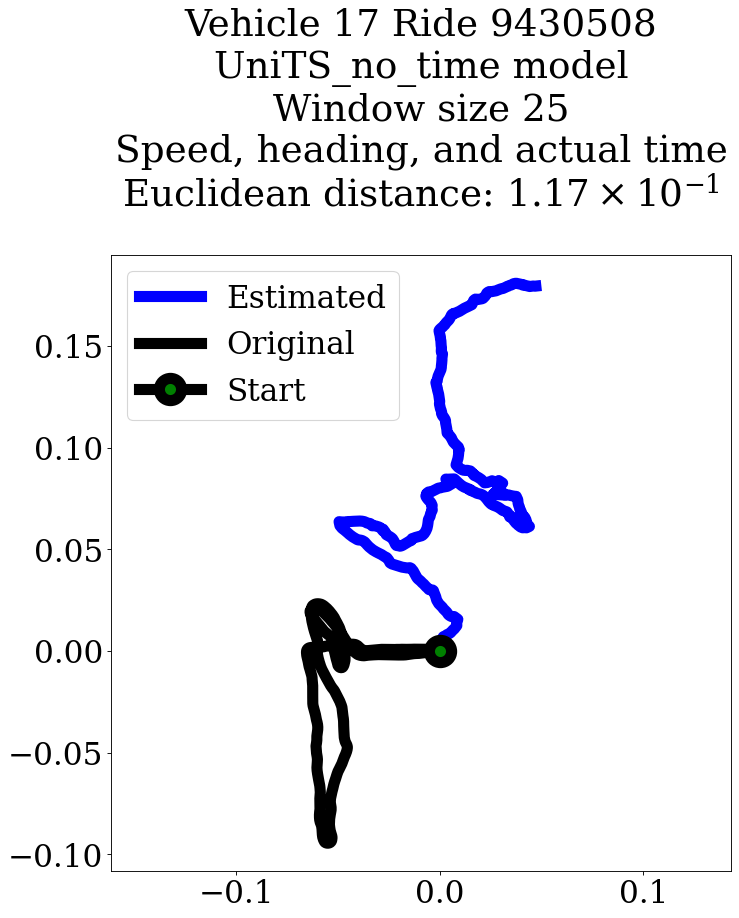 Vehicle 17 Ride 9430508
UniTS_no_time model
Window size 25
Speed, heading, and actual time
Euclidean distance: 1.17 × 10⁻¹
Estimated
Original
Start
0.15
0.10
0.05
0.00
−0.05
−0.10
−0.1
0.0
0.1